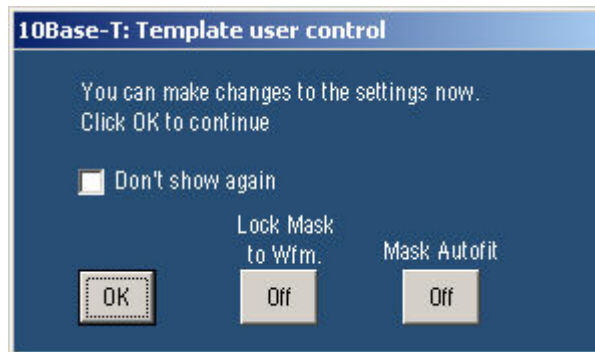 10Base-T: Template user control
You can make changes to the settings now.
Click OK to continue
Don't show again
Lock Mask
to Wfm.
Mask Autofit
OK
Off
Off